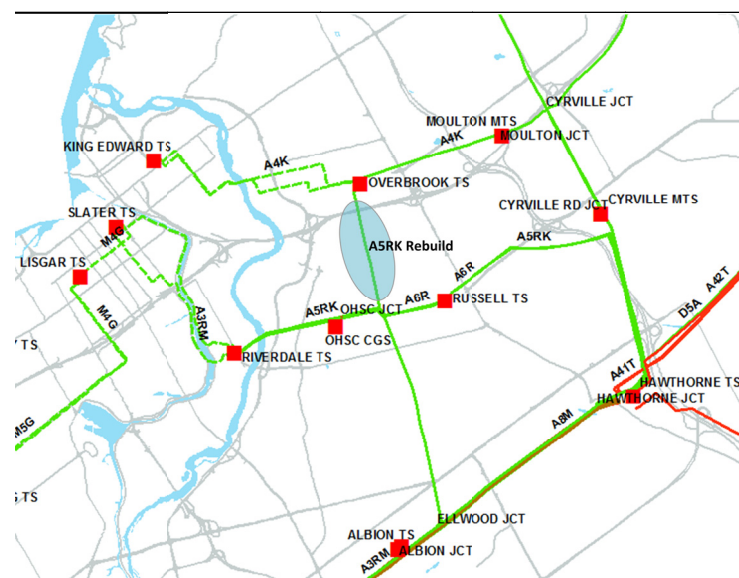 CYRVILLE JCT
MOULTON MTS
MOULTON JCT
A4K
KING EDWARD TS
A4K
OVERBROOK TS
CYRVILLE MTS
CYRVILLE RD JCT
SLATER TS
M4G
A5RK Rebuild
A5RK
LISGAR TS
A6R
A42T
D5A
A6R
RUSSELL TS
A5RK
OHSC JCT
M4G
A3RM
OHSC CGS
RIVERDALE TS
Y TS
A41T
HAWTHORNE TS
HAWTHORNE JCT
A8M
M5G
S TS
ELLWOOD JCT
ALBION TS
ALBION JCT
A3RM